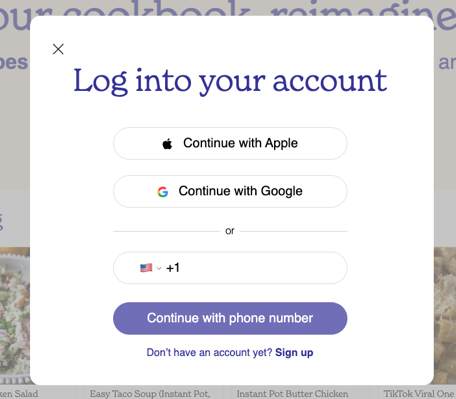 our cookbook, reimagine
pes
an
Log into your account
Continue with Apple
Continue with Google
or
+1
Continue with phone number
Don't have an account yet? Sign up
ken Salad
Easy Taco Soup (Instant Pot,
Instant Pot Butter Chicken
TikTok Viral One